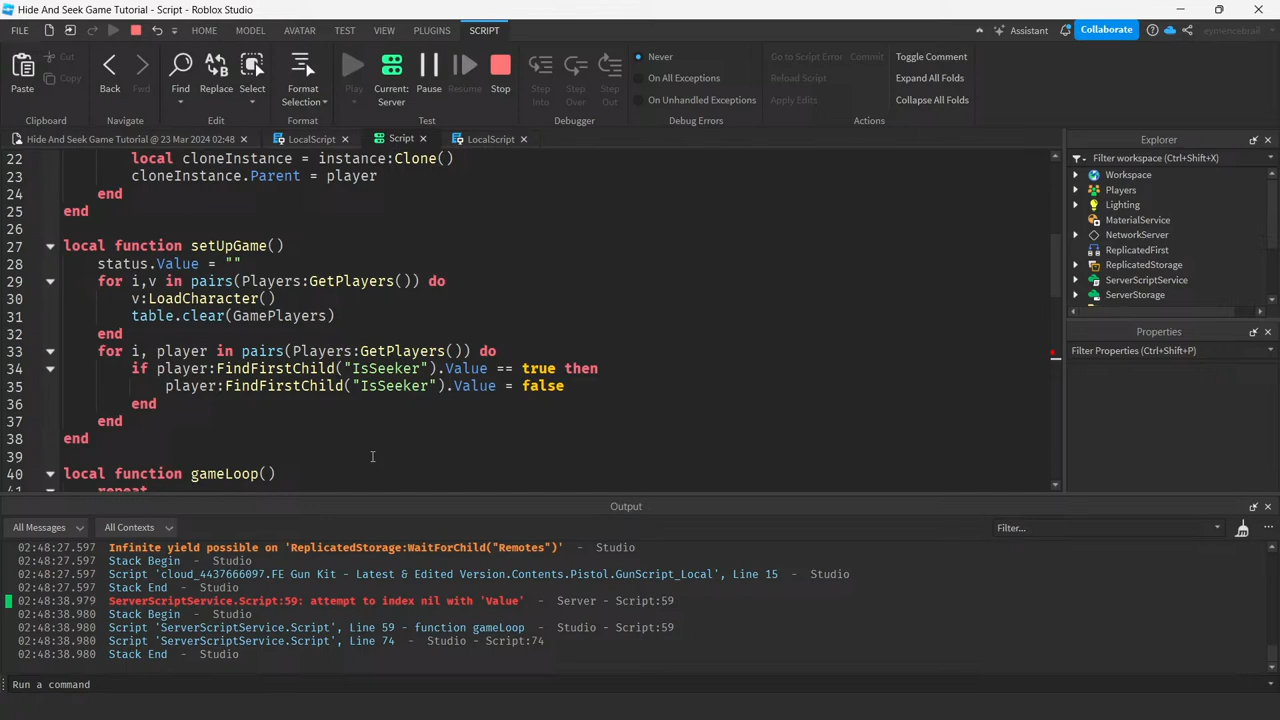 Hide And Seek Game Tutorial - Script - Roblox Studio
FILE HOME MODEL AVATAR TEST VIEW PLUGINS SCRIPT Assistant Collaborate eymencebrail
Paste
Cut
Copy
Clipboard
Back Fwd
Navigate
Find Replace Select
Edit
Format Selection
Format
Play Current: Server Pause Resume Stop
Test
Step Into Step Over Step Out
Debugger
Never
On All Exceptions
On Unhandled Exceptions
Debug Errors
Go to Script Error Commit
Reload Script
Apply Edits
Toggle Comment
Expand All Folds
Collapse All Folds
Actions
Hide And Seek Game Tutorial @ 23 Mar 2024 02:48 LocalScript Script LocalScript
22 local cloneInstance = instance:Clone()
23 cloneInstance.Parent = player
24 end
25 end
26
27 local function setUpGame()
28 status.Value = ""
29 for i,v in pairs(Players:GetPlayers()) do
30 v:LoadCharacter()
31 table.clear(GamePlayers)
32 end
33 for i, player in pairs(Players:GetPlayers()) do
34 if player:FindFirstChild("IsSeeker").Value == true then
35 player:FindFirstChild("IsSeeker").Value = false
36 end
37 end
38 end
39
40 local function gameLoop()
41 repeat
Explorer
Filter workspace (Ctrl+Shift+X)
Workspace
Players
Lighting
MaterialService
NetworkServer
ReplicatedFirst
ReplicatedStorage
ServerScriptService
ServerStorage
Properties
Filter Properties (Ctrl+Shift+P)
Output
All Messages All Contexts Filter...
02:48:27.597 Infinite yield possible on 'ReplicatedStorage:WaitForChild("Remotes")' - Studio
02:48:27.597 Stack Begin - Studio
02:48:27.597 Script 'cloud_4437666097.FE Gun Kit - Latest & Edited Version.Contents.Pistol.GunScript_Local', Line 15 - Studio
02:48:27.597 Stack End - Studio
02:48:38.979 ServerScriptService.Script:59: attempt to index nil with 'Value' - Server - Script:59
02:48:38.980 Stack Begin - Studio
02:48:38.980 Script 'ServerScriptService.Script', Line 59 - function gameLoop - Studio - Script:59
02:48:38.980 Script 'ServerScriptService.Script', Line 74 - Studio - Script:74
02:48:38.980 Stack End - Studio
Run a command